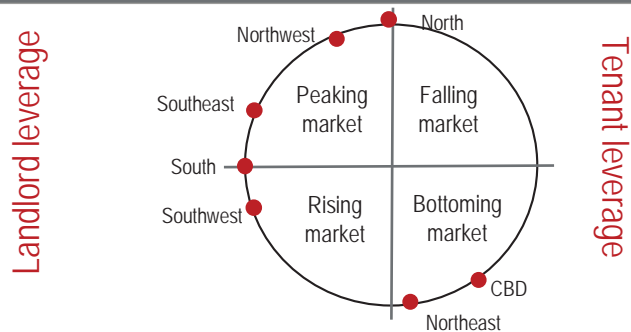 Landlord leverage
Northwest
North
Southeast
Peaking
market
Falling
market
South
Southwest
Rising
market
Bottoming
market
CBD
Northeast
Tenant leverage